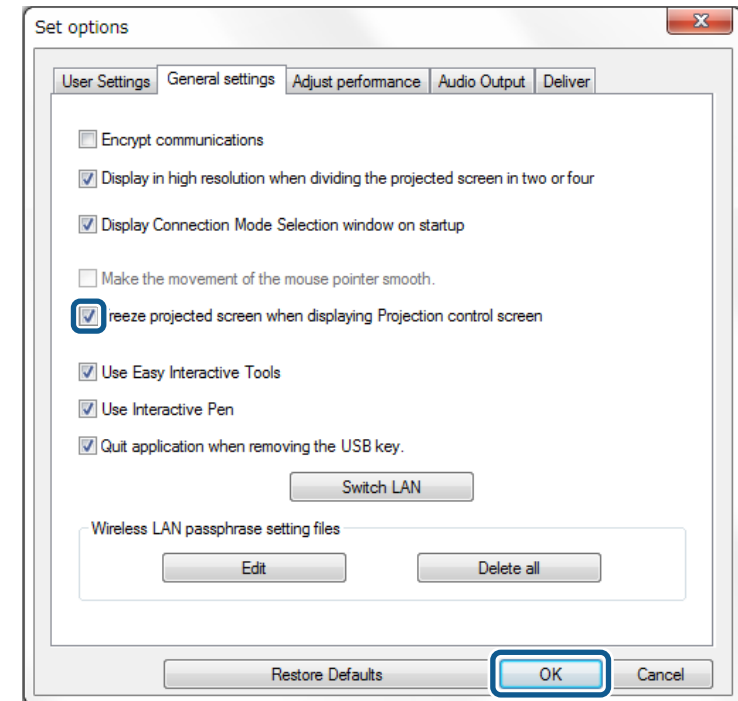 Set options
User Settings General settings Adjust performance Audio Output Deliver
Encrypt communications
Display in high resolution when dividing the projected screen in two or four
Display Connection Mode Selection window on startup
Make the movement of the mouse pointer smooth.
reeze projected screen when displaying Projection control screen
Use Easy Interactive Tools
Use Interactive Pen
Quit application when removing the USB key.
Switch LAN
Wireless LAN passphrase setting files
Edit Delete all
Restore Defaults OK Cancel